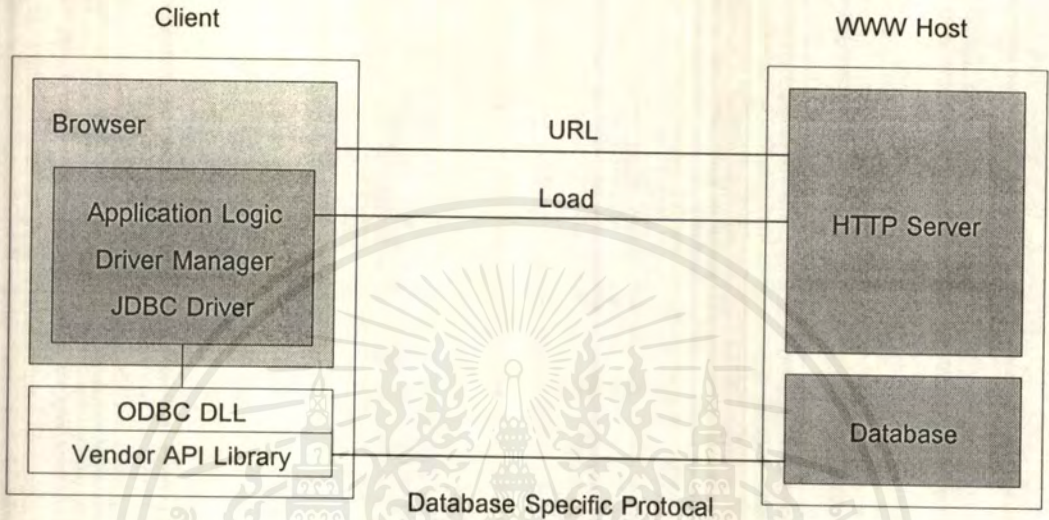 Client
WWW Host
Browser
URL
Load
Application Logic
Driver Manager
JDBC Driver
HTTP Server
ODBC DLL
Vendor API Library
Database
Database Specific Protocal